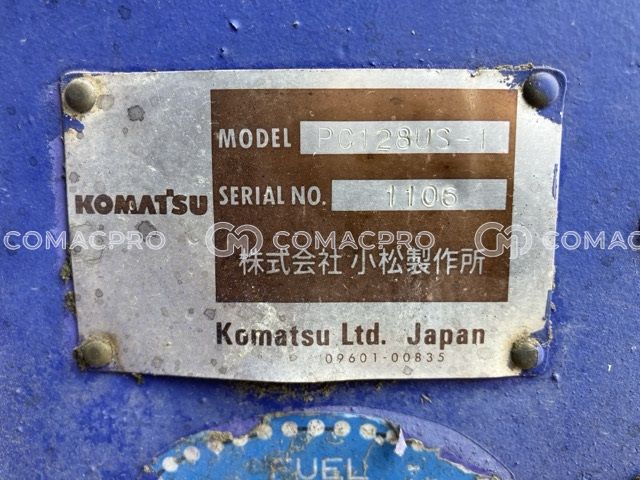 MODEL PC128US-1
SERIAL NO. 1106
KOMATSU
COMACPRO COMACPRO COMACPRO
株式会社 小松製作所
Komatsu Ltd. Japan
09601-00835
FUEL